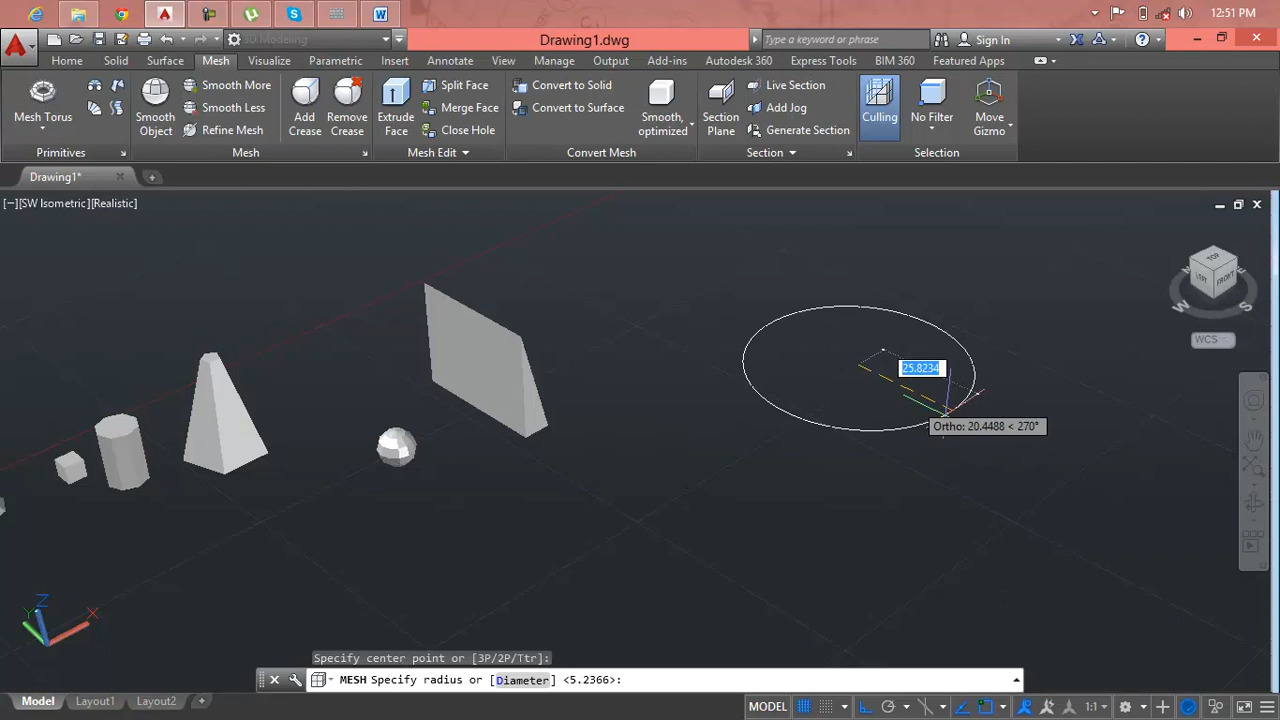 12:51 PM
3D Modeling
Drawing1.dwg
Type a keyword or phrase
Sign In
Home Solid Surface Mesh Visualize Parametric Insert Annotate View Manage Output Add-ins Autodesk 360 Express Tools BIM 360 Featured Apps
Mesh Torus
Smooth Object
Smooth More
Smooth Less
Refine Mesh
Add Crease
Remove Crease
Extrude Face
Split Face
Merge Face
Close Hole
Convert to Solid
Convert to Surface
Smooth, optimized
Section Plane
Live Section
Add Jog
Generate Section
Culling
No Filter
Move Gizmo
Primitives Mesh Mesh Edit Convert Mesh Section Selection
Drawing1*
[−][SW Isometric][Realistic]
TOP
LEFT FRONT
W S
WCS
25.8234
Ortho: 20.4488 < 270°
Z
Y X
Specify center point or [3P/2P/Ttr]:
MESH Specify radius or [Diameter] <5.2366>:
Model Layout1 Layout2
MODEL
1:1